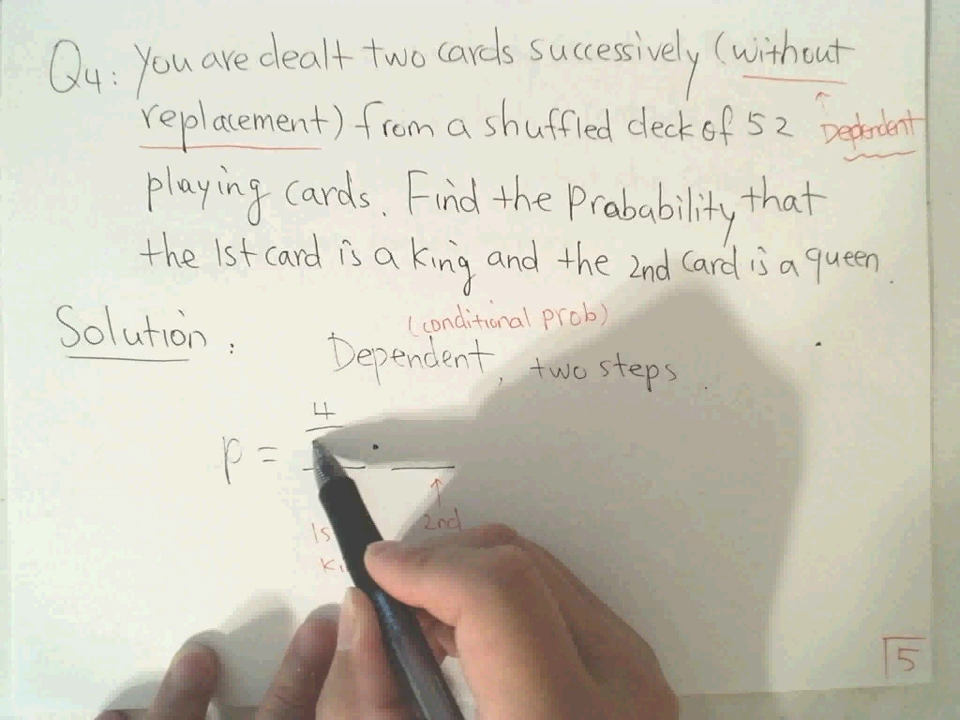 Q4: You are dealt two cards successively (without
replacement) from a shuffled deck of 52
Dependent
playing cards. Find the Probability that
the 1st card is a king and the 2nd card is a queen.
Solution:
(conditional prob)
Dependent, two steps.
4
p = ·
2nd
5